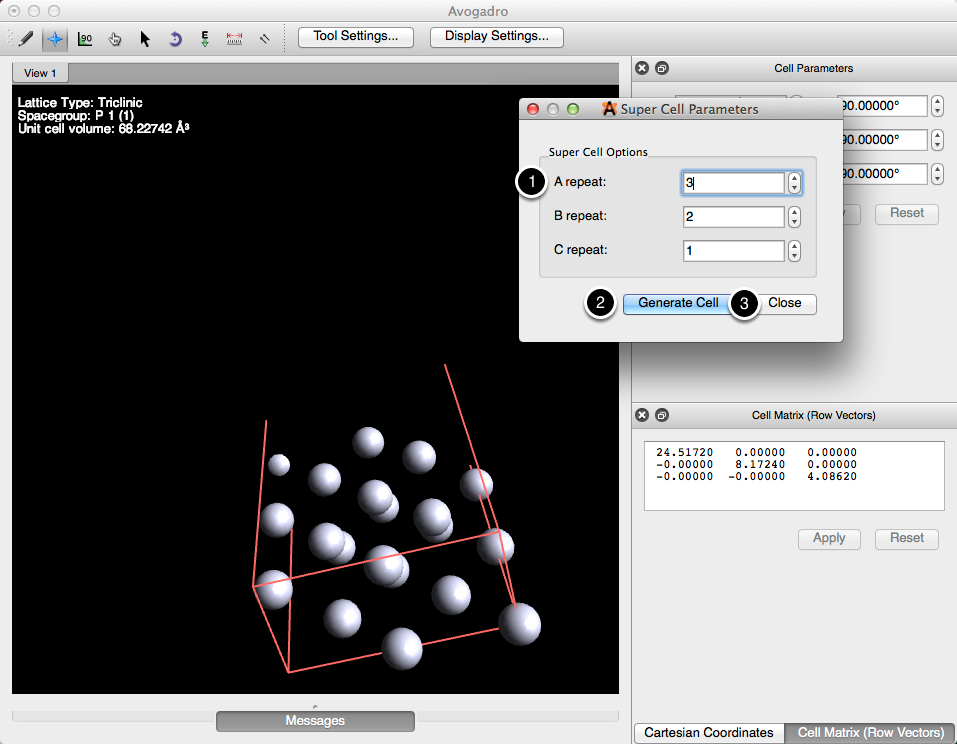 Avogadro
90
E
Tool Settings...
Display Settings...
View 1
Lattice Type: Triclinic
Spacegroup: P 1 (1)
Unit cell volume: 68.22742 Å³
Cell Parameters
90.00000°
90.00000°
90.00000°
Reset
Super Cell Parameters
Super Cell Options
1
A repeat:
3
B repeat:
2
C repeat:
1
2
Generate Cell
3
Close
Cell Matrix (Row Vectors)
24.51720 0.00000 0.00000
-0.00000 8.17240 0.00000
-0.00000 -0.00000 4.08620
Apply
Reset
Messages
Cartesian Coordinates
Cell Matrix (Row Vectors)